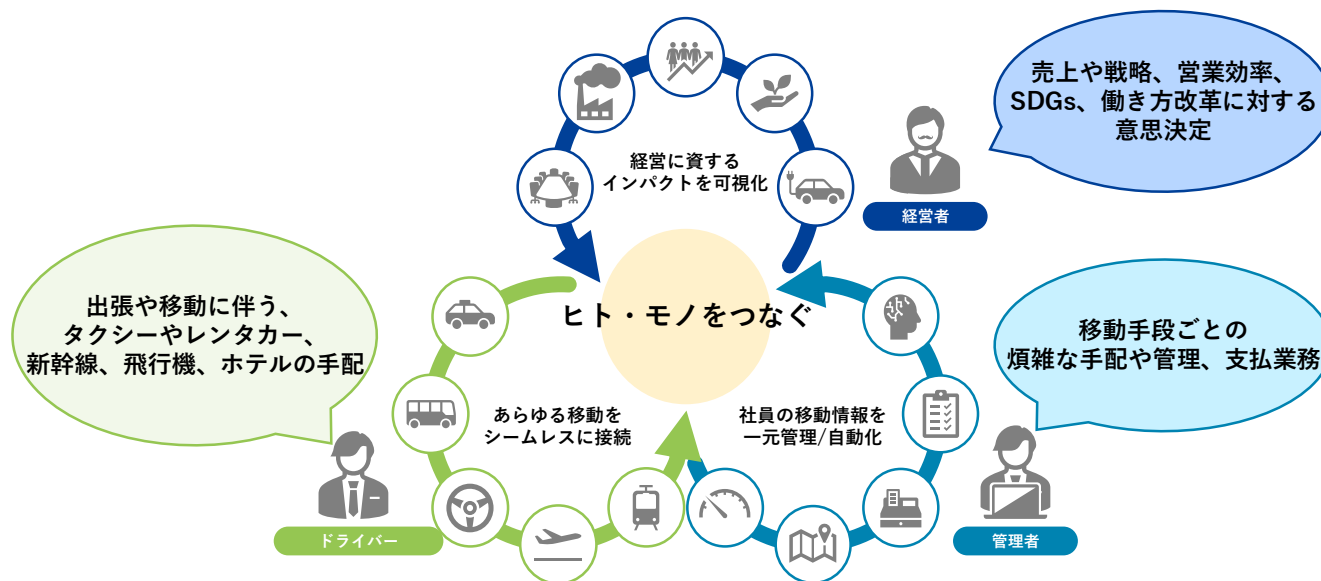 売上や戦略、営業効率、
SDGs、働き方改革に対する
意思決定
経営に資する
インパクトを可視化
経営者
出張や移動に伴う、
タクシーやレンタカー、
新幹線、飛行機、ホテルの手配
ヒト・モノをつなぐ
移動手段ごとの
煩雑な手配や管理、支払業務
あらゆる移動を
シームレスに接続
社員の移動情報を
一元管理/自動化
ドライバー
管理者